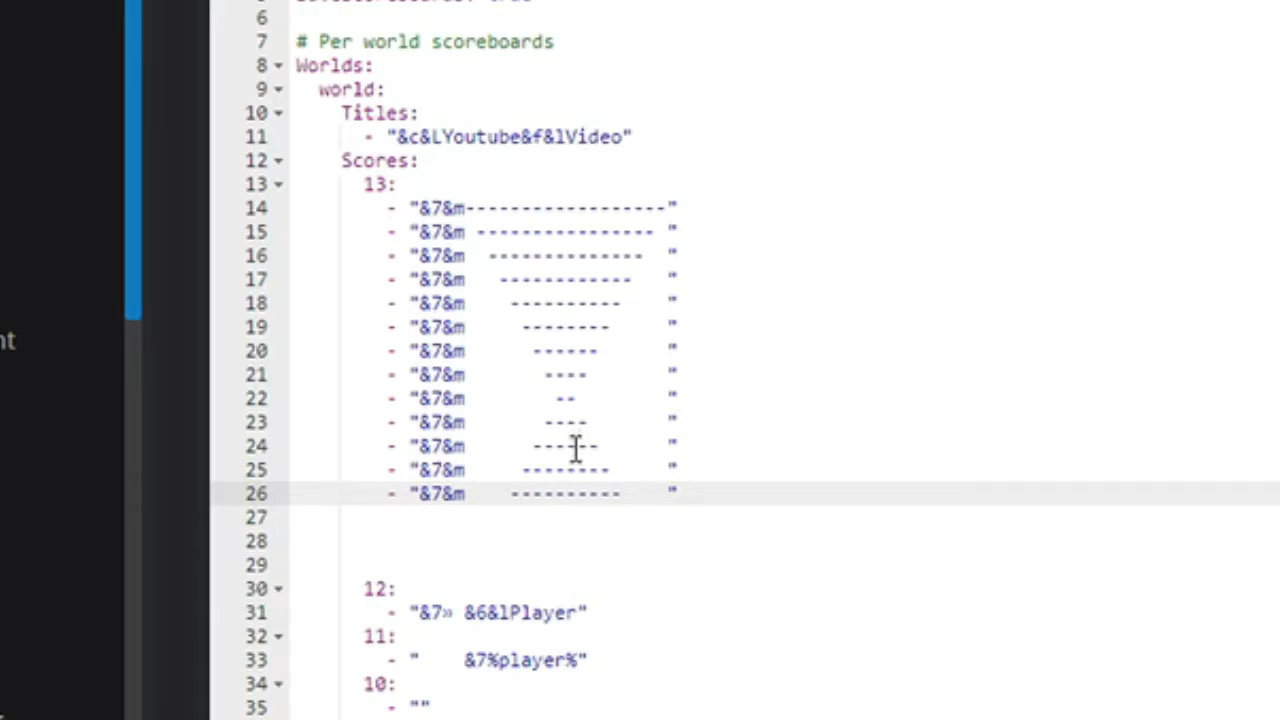 6
7 # Per world scoreboards
8 Worlds:
9   world:
10     Titles:
11       - "&c&LYoutube&f&lVideo"
12     Scores:
13       13:
14         - "&7&m------------------"
15         - "&7&m ---------------- "
16         - "&7&m  --------------  "
17         - "&7&m   ------------   "
18         - "&7&m    ----------    "
19         - "&7&m     --------     "
20         - "&7&m      ------      "
21         - "&7&m       ----       "
22         - "&7&m        --        "
23         - "&7&m       ----       "
24         - "&7&m      ------      "
25         - "&7&m     --------     "
26         - "&7&m    ----------    "
27
28
29
30       12:
31         - "&7» &6&lPlayer"
32       11:
33         - "    &7%player%"
34       10:
35         - ""
nt